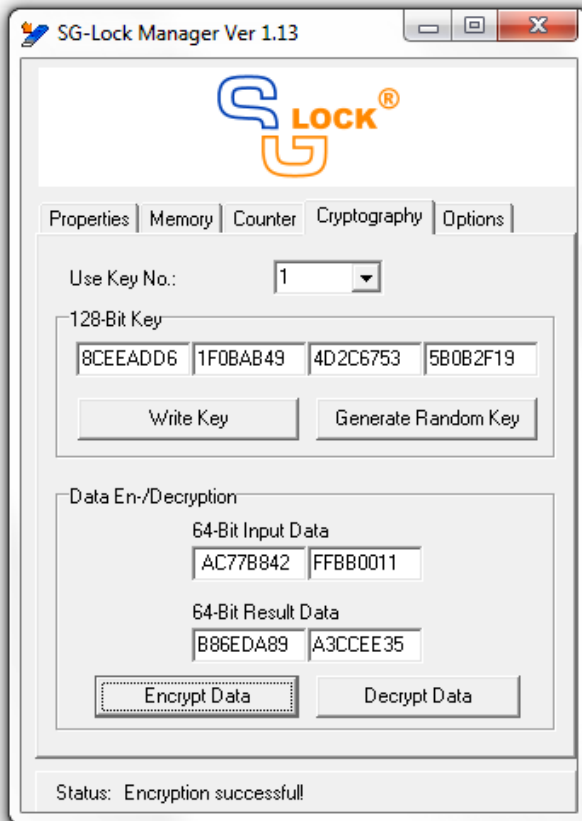 SG-Lock Manager Ver 1.13
SG LOCK®
Properties Memory Counter Cryptography Options
Use Key No.: 1
128-Bit Key
8CEEADD6 1F0BAB49 4D2C6753 5B0B2F19
Write Key Generate Random Key
Data En-/Decryption
64-Bit Input Data
AC77B842 FFBB0011
64-Bit Result Data
B86EDA89 A3CCEE35
Encrypt Data Decrypt Data
Status: Encryption successful!